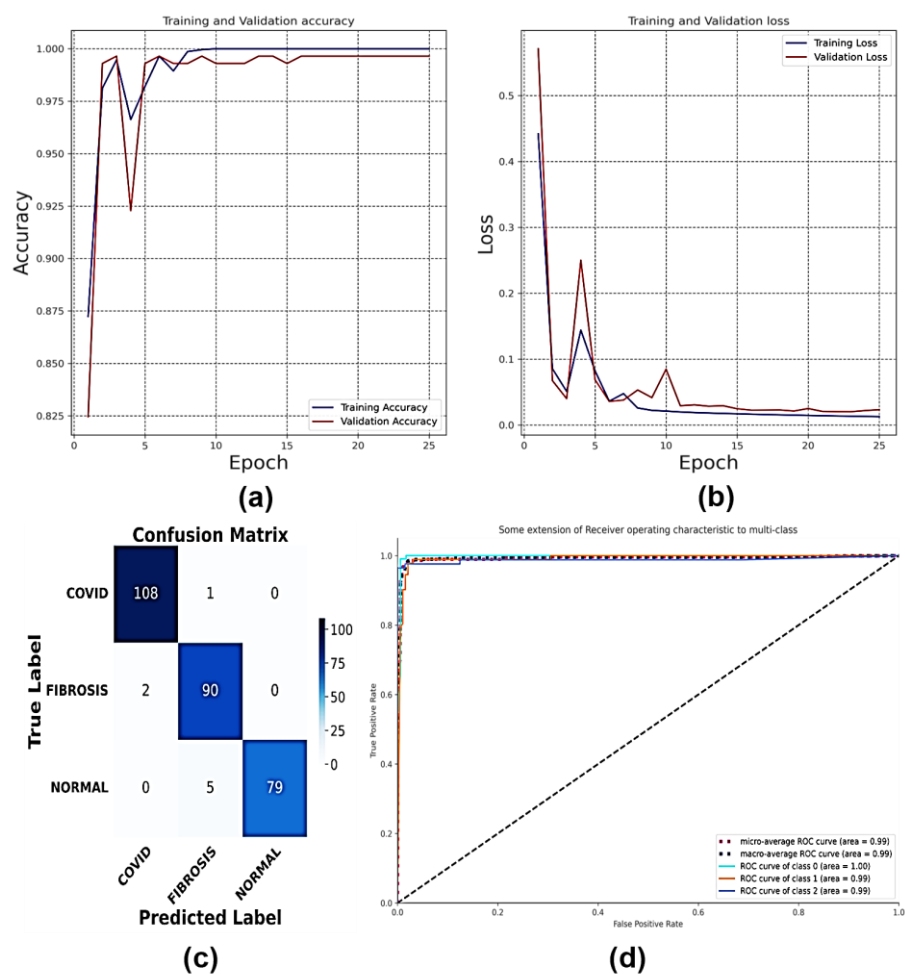 Training and Validation accuracy
1.000
0.975
0.950
0.925
0.900
0.875
0.850
0.825
Accuracy
Training Accuracy
Validation Accuracy
0 5 10 15 20 25
Epoch
(a)
Training and Validation loss
Training Loss
Validation Loss
0.5
0.4
0.3
0.2
0.1
0.0
Loss
0 5 10 15 20 25
Epoch
(b)
Confusion Matrix
COVID 108 1 0
FIBROSIS 2 90 0
NORMAL 0 5 79
True Label
COVID FIBROSIS NORMAL
Predicted Label
100
75
50
25
0
(c)
Some extension of Receiver operating characteristic to multi-class
1.0
0.8
0.6
0.4
0.2
0.0
True Positive Rate
micro-average ROC curve (area = 0.99)
macro-average ROC curve (area = 0.99)
ROC curve of class 0 (area = 1.00)
ROC curve of class 1 (area = 0.99)
ROC curve of class 2 (area = 0.99)
0.0 0.2 0.4 0.6 0.8 1.0
False Positive Rate
(d)